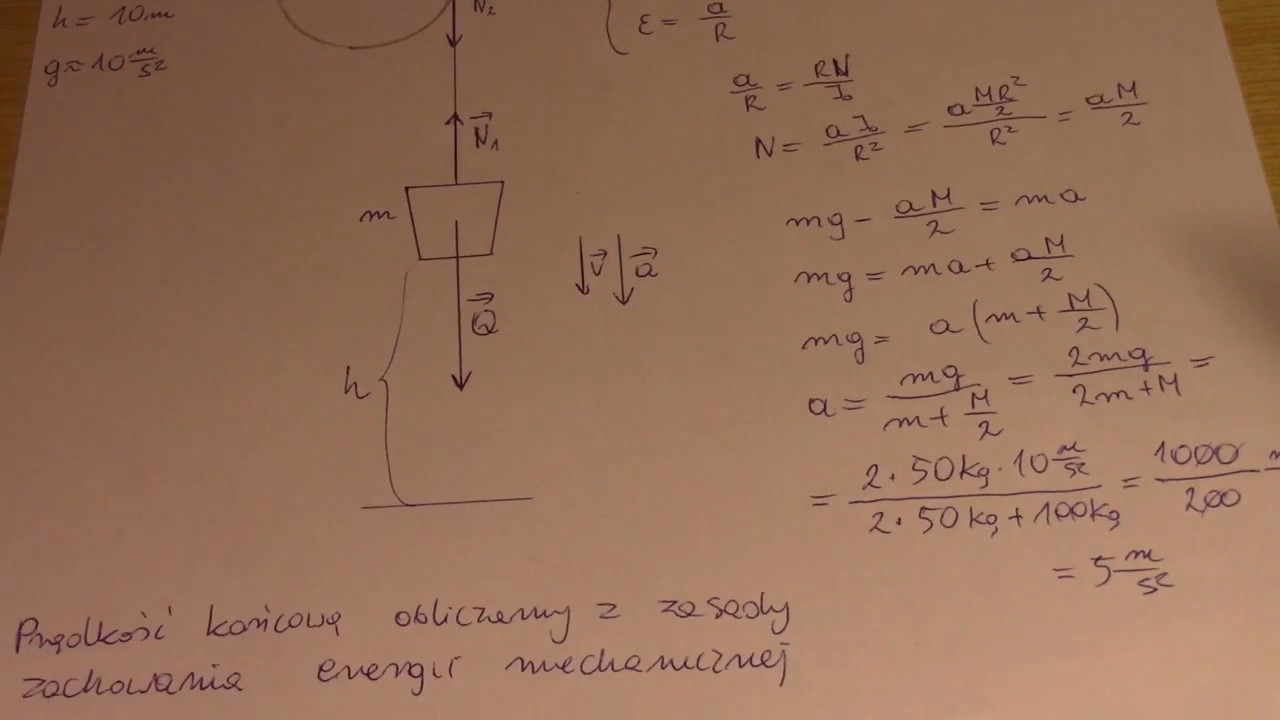 h = 10m
g≈10 m/s²
N₂
ε = a/R
a/R = RN/I₀
N = aI₀/R² = (a MR²/2)/R² = aM/2
N₁
m
mg - aM/2 = ma
v a
mg = ma + aM/2
Q
mg = a(m + M/2)
h
a = mg/(m + M/2) = 2mg/(2m+M) =
= (2·50kg·10 m/s²)/(2·50kg+100kg) = 1000/200
= 5 m/s²
Prędkość końcową obliczamy z zasady
zachowania energii mechanicznej